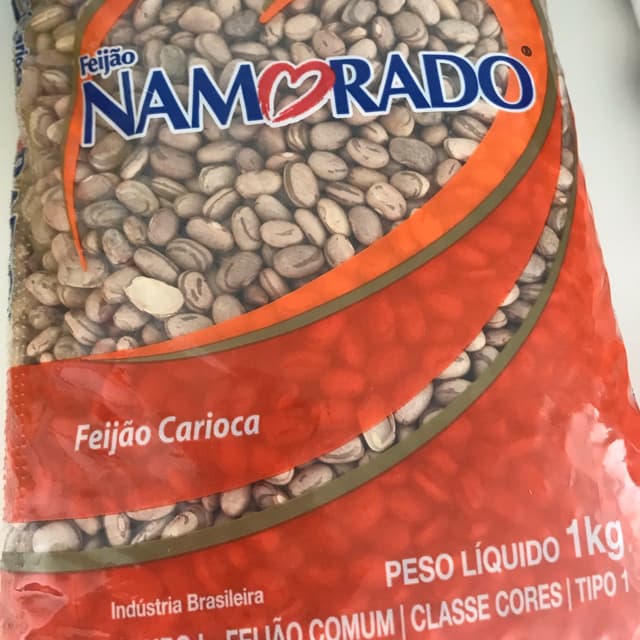 Feijão
NAMORADO
Feijão Carioca
PESO LÍQUIDO 1kg
Indústria Brasileira
I - FEIJÃO COMUM | CLASSE CORES | TIPO 1